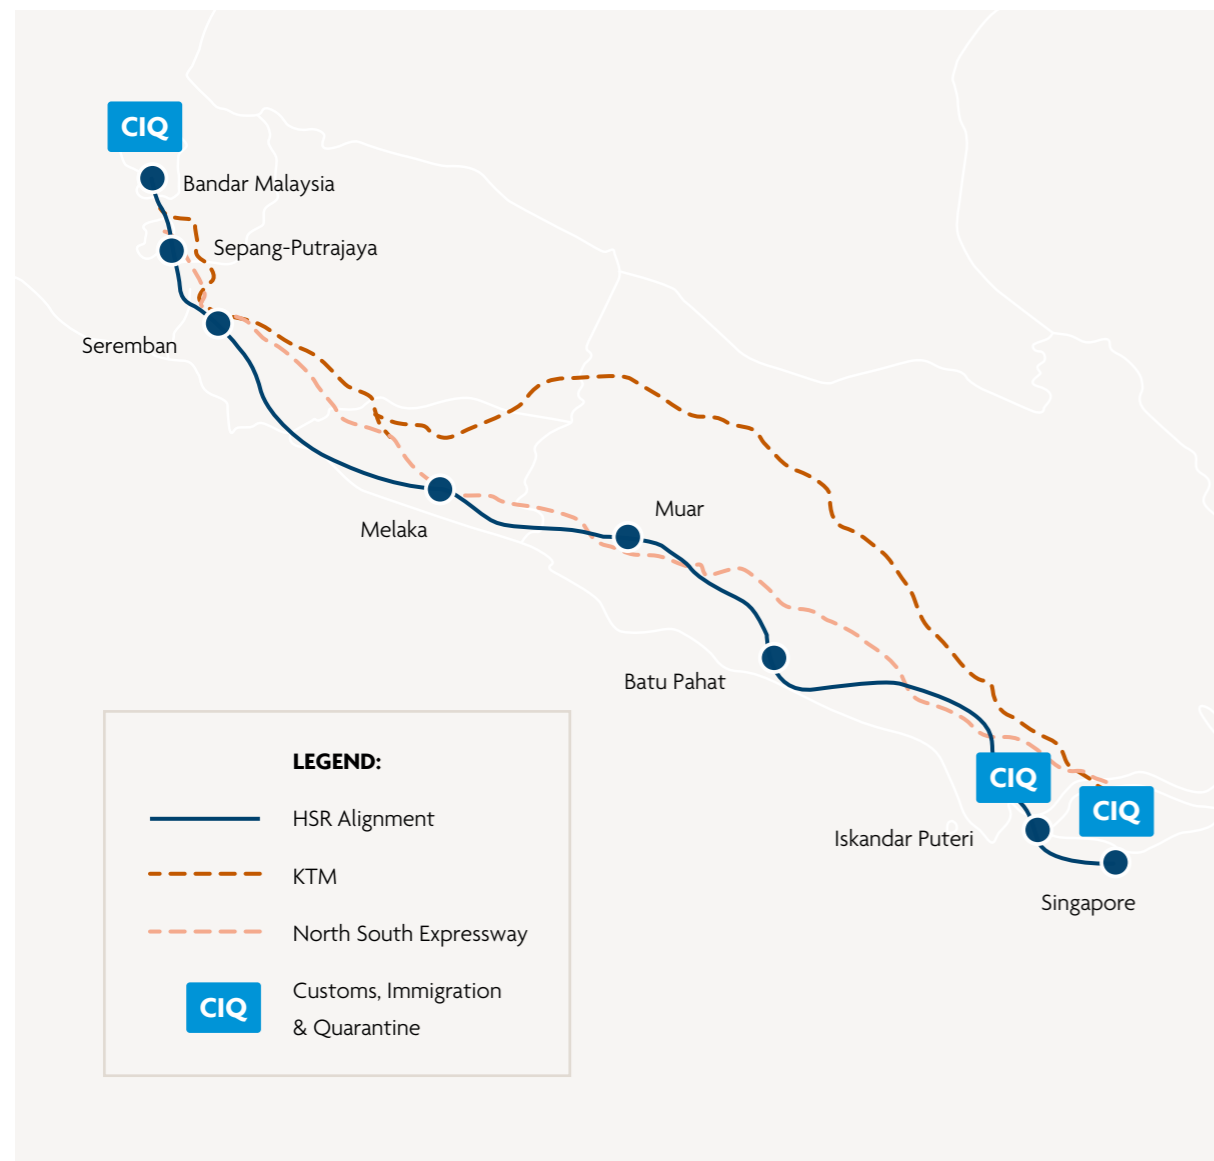 CIQ
Bandar Malaysia
Sepang-Putrajaya
Seremban
Melaka
Muar
Batu Pahat
CIQ
CIQ
Iskandar Puteri
Singapore
LEGEND:
HSR Alignment
KTM
North South Expressway
CIQ
Customs, Immigration
& Quarantine